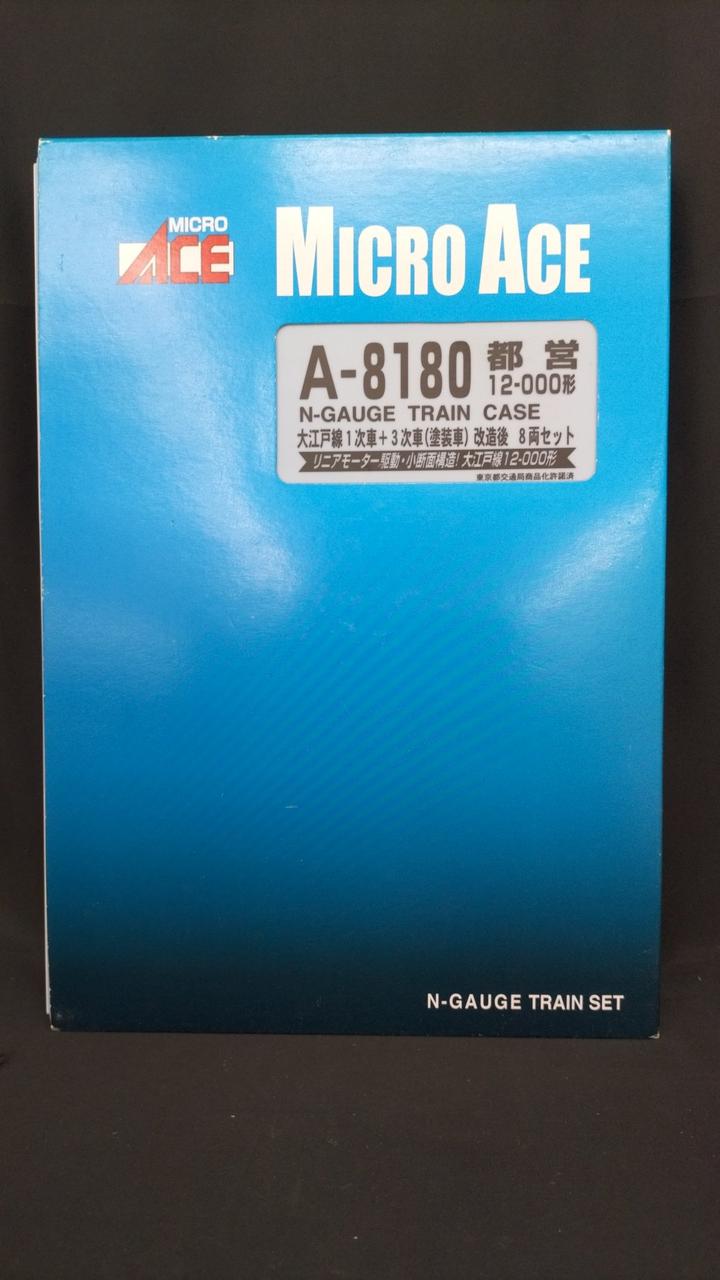 MICRO
ACE
MICRO ACE
A-8180 都営
12-000形
N-GAUGE TRAIN CASE
大江戸線1次車+3次車(塗装車) 改造後 8両セット
リニアモーター駆動・小断面構造! 大江戸線12-000形
東京都交通局商品化許諾済
N-GAUGE TRAIN SET